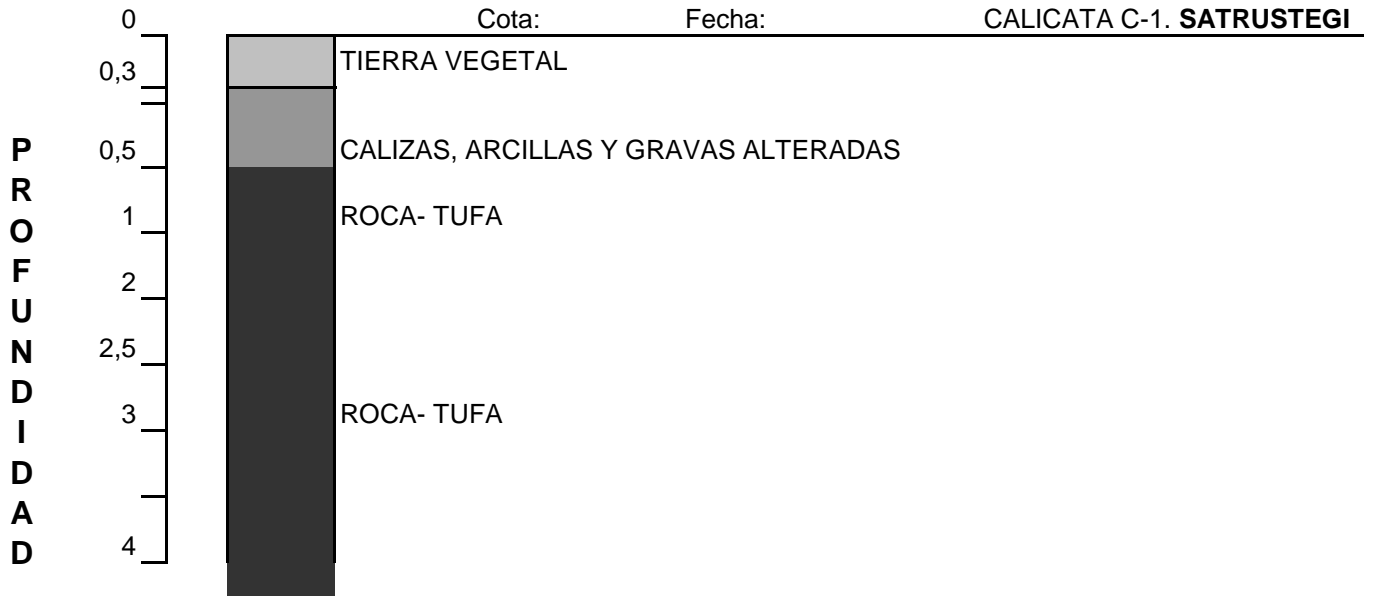 0 Cota: Fecha: CALICATA C-1. SATRUSTEGI
0,3 TIERRA VEGETAL
0,5 CALIZAS, ARCILLAS Y GRAVAS ALTERADAS
1 ROCA- TUFA
2
2,5
3 ROCA- TUFA
4
PROFUNDIDAD